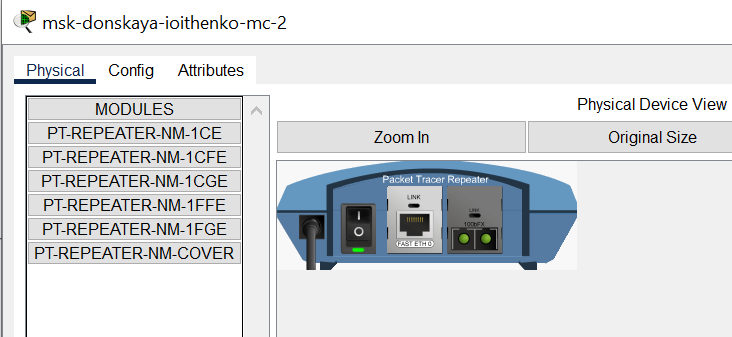 msk-donskaya-ioithenko-mc-2
Physical Config Attributes
MODULES
PT-REPEATER-NM-1CE
PT-REPEATER-NM-1CFE
PT-REPEATER-NM-1CGE
PT-REPEATER-NM-1FFE
PT-REPEATER-NM-1FGE
PT-REPEATER-NM-COVER
Physical Device View
Zoom In
Original Size
Packet Tracer Repeater
LINK
FAST ETH 0
LINK
100bFX